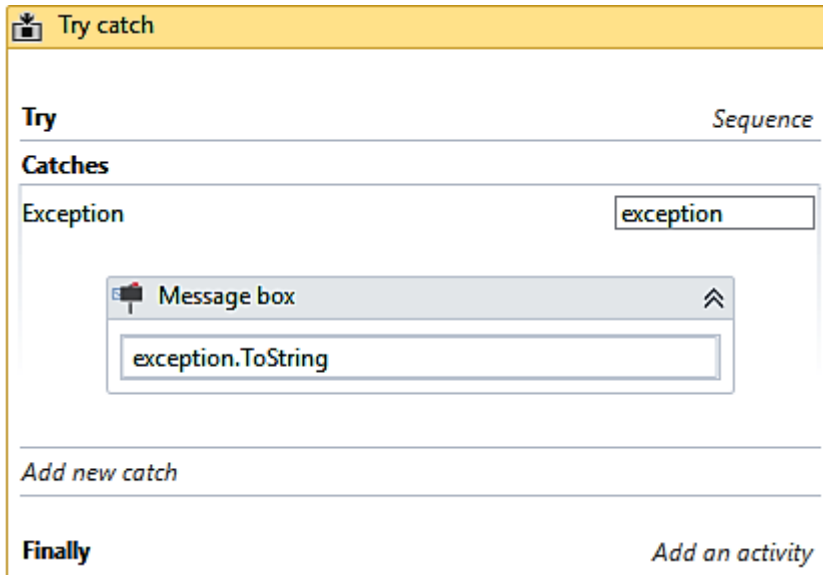 Try catch
Try Sequence
Catches
Exception exception
Message box
exception.ToString
Add new catch
Finally Add an activity